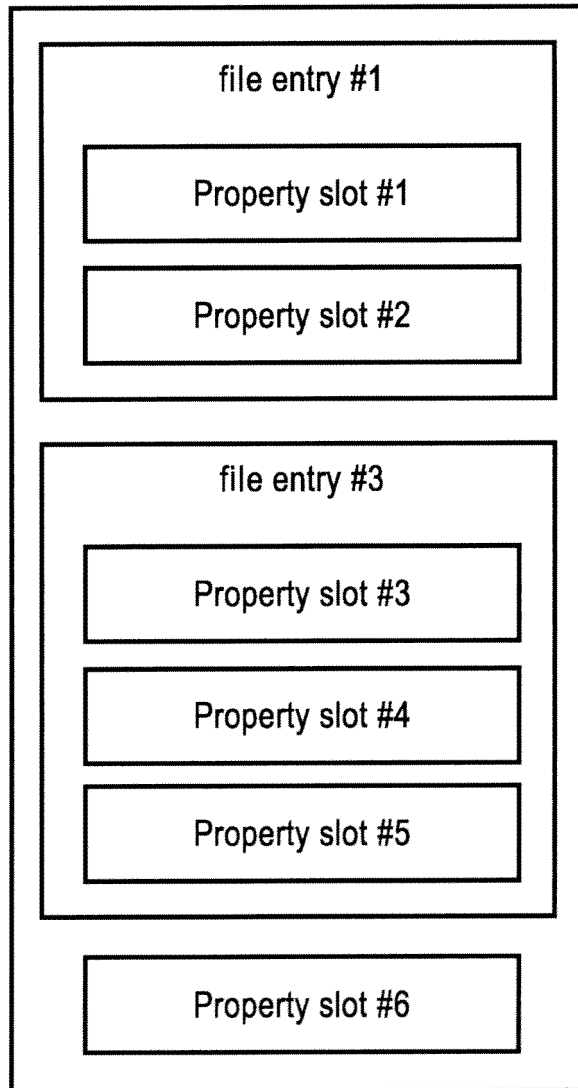 file entry #1
Property slot #1
Property slot #2
file entry #3
Property slot #3
Property slot #4
Property slot #5
Property slot #6